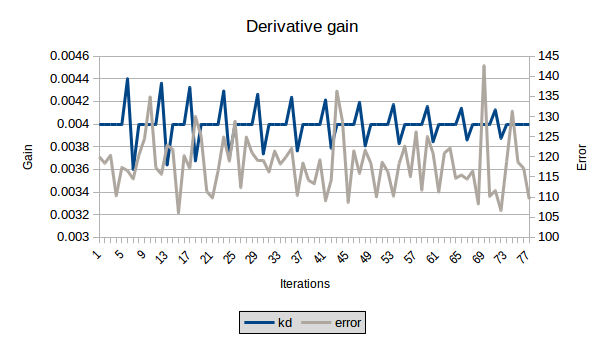 Derivative gain
0.0046 145
0.0044 140
0.0042 135
0.004 130
0.0038 125
0.0036 120
0.0034 115
0.0032 110
0.003 105
100
Gain
Error
1 5 9 13 17 21 25 29 33 37 41 45 49 53 57 61 65 69 73 77
Iterations
kd error